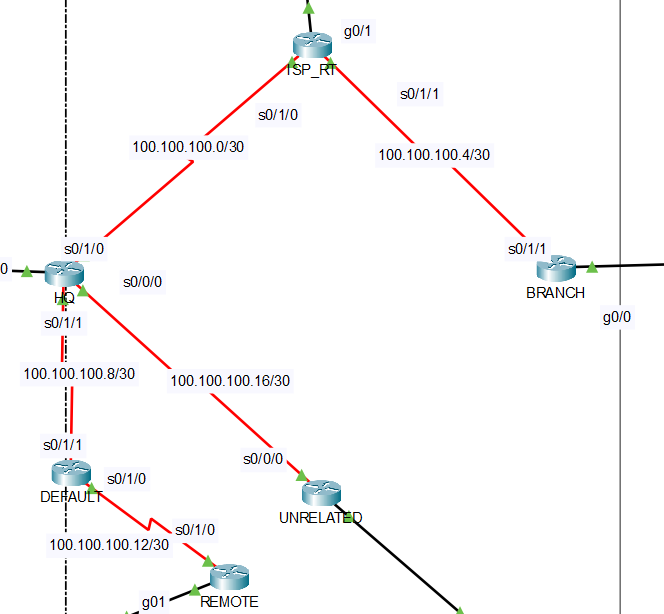 g0/1
ISP_RT
s0/1/1
s0/1/0
100.100.100.0/30
100.100.100.4/30
s0/1/0
s0/1/1
0
s0/0/0
HQ
BRANCH
s0/1/1
g0/0
100.100.100.8/30
100.100.100.16/30
s0/1/1
s0/0/0
s0/1/0
DEFAULT
UNRELATED
s0/1/0
100.100.100.12/30
g01
REMOTE